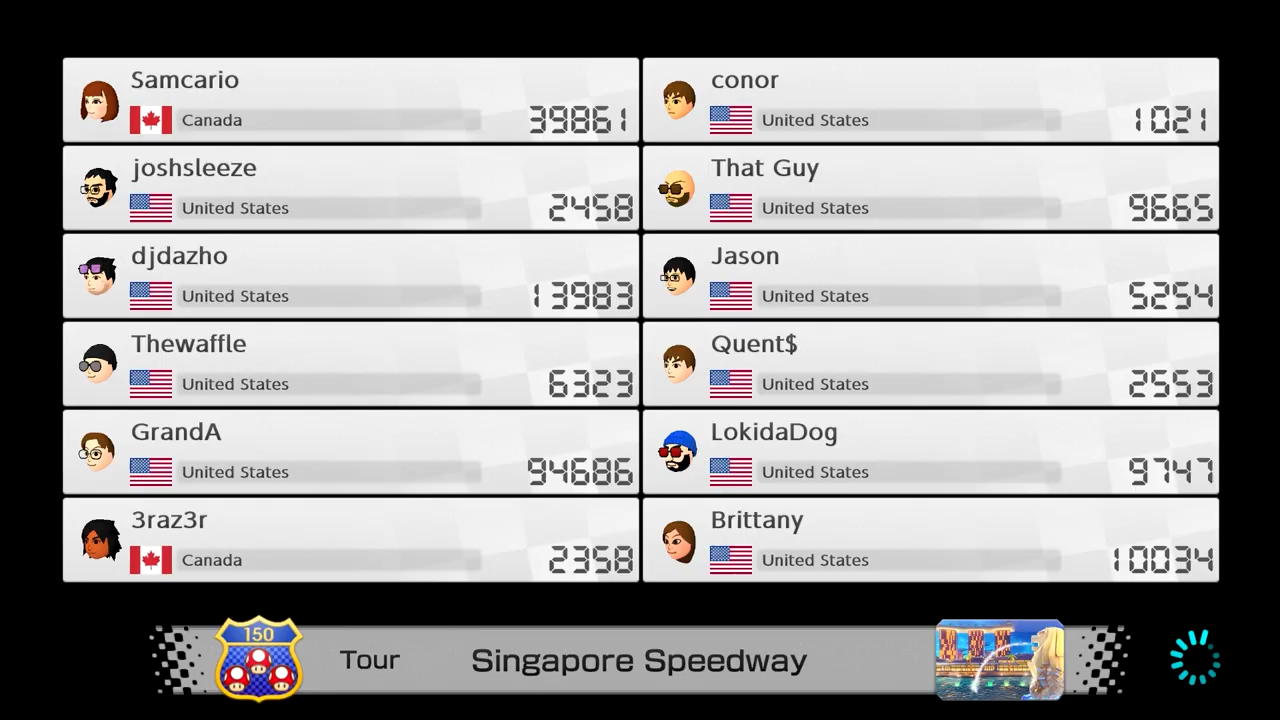 Samcario
Canada 39861
conor
United States 1021
joshsleeze
United States 2458
That Guy
United States 9665
djdazho
United States 13983
Jason
United States 5254
Thewaffle
United States 6323
Quent$
United States 2553
GrandA
United States 94686
LokidaDog
United States 9747
3raz3r
Canada 2358
Brittany
United States 10034
150 Tour Singapore Speedway